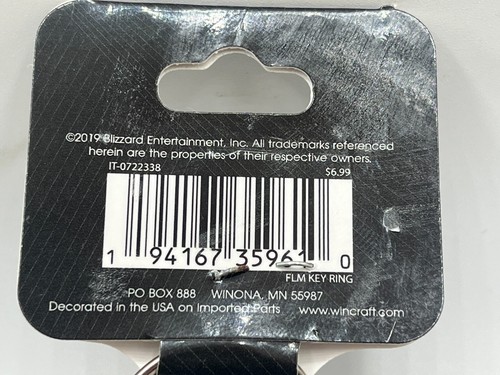 ©2019 Blizzard Entertainment, Inc. All trademarks referenced
herein are the properties of their respective owners.
IT-0722338 $6.99
1 94167 35961 0
FLM KEY RING
PO BOX 888 WINONA, MN 55987
Decorated in the USA on Imported Parts www.wincraft.com